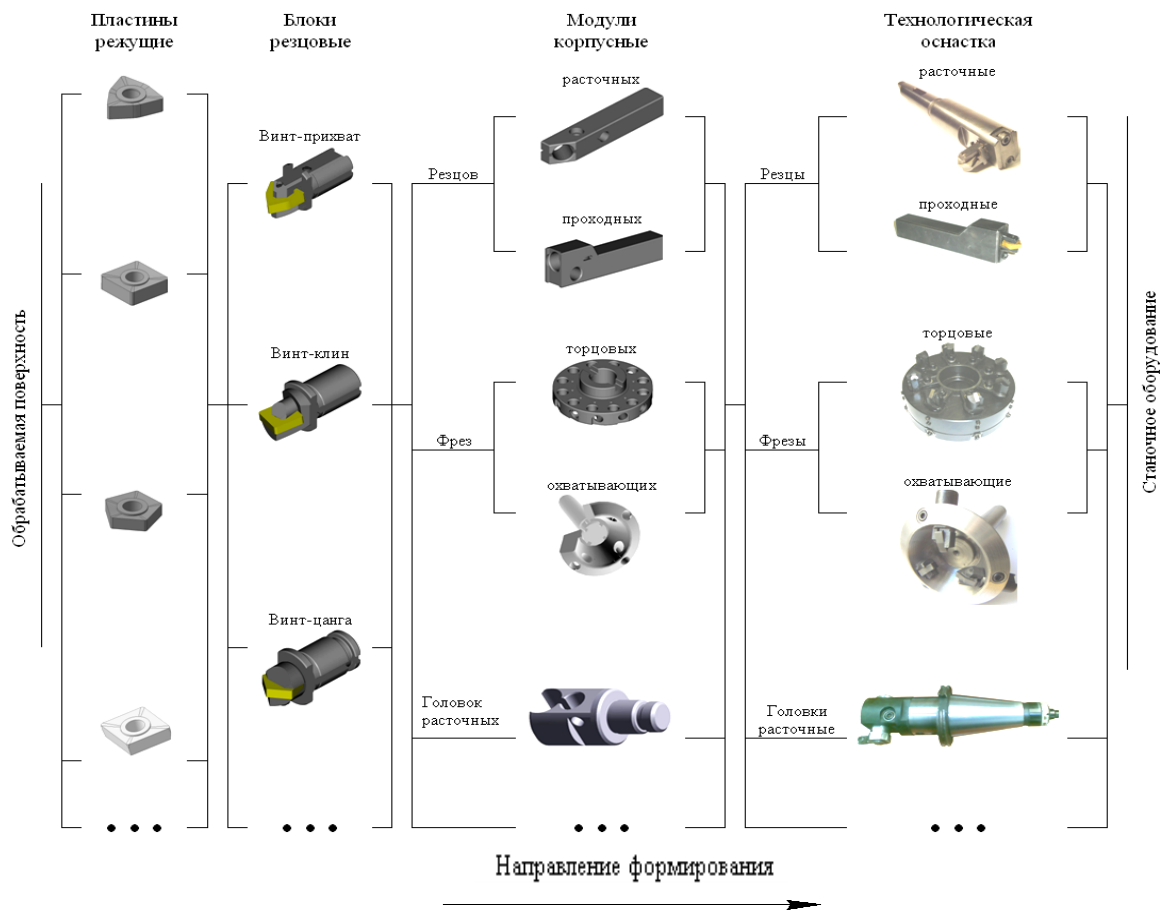 Пластины
режущие
Блоки
резцовые
Модули
корпусные
Технологическая
оснастка
Обрабатываемая поверхность
Винт-прихват
Винт-клин
Винт-цанга
Резцов
расточных
проходных
Фрез
торцовых
охватывающих
Головок
расточных
Резцы
расточные
проходные
Фрезы
торцовые
охватывающие
Головки
расточные
Станочное оборудование
Направление формирования